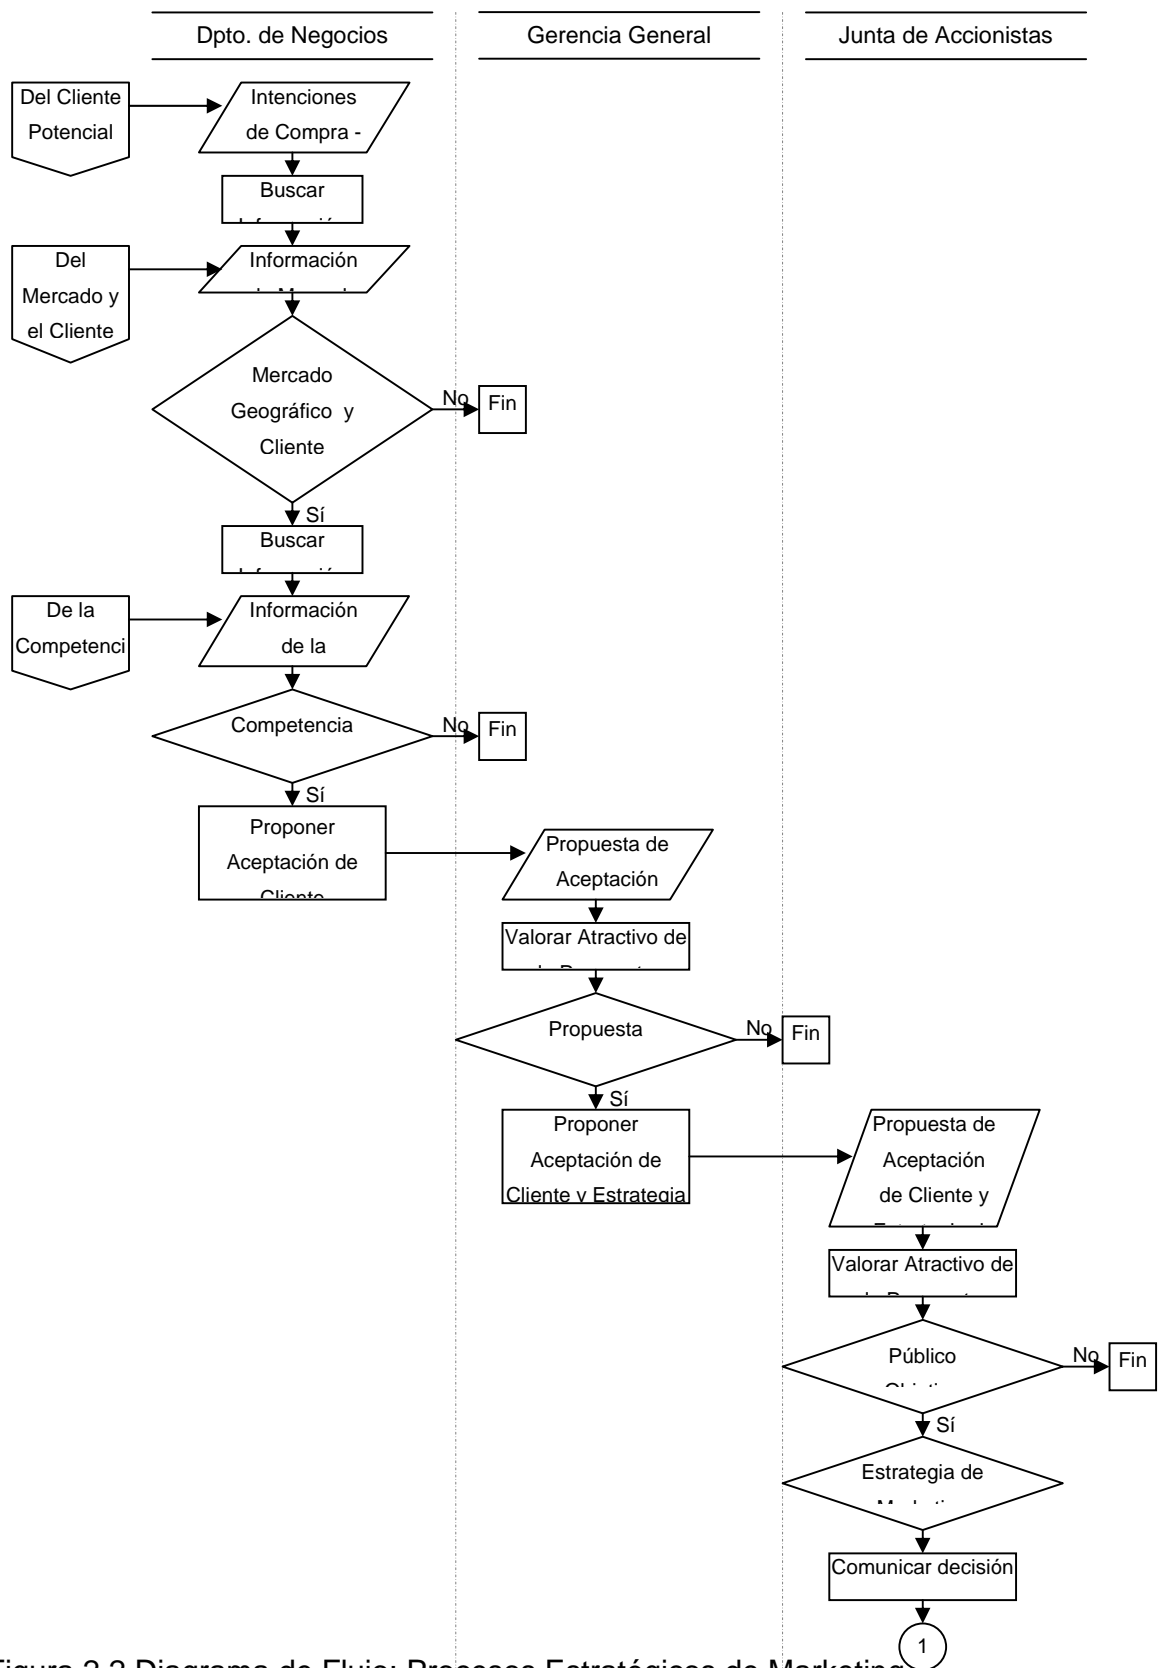 Dpto. de Negocios
Gerencia General
Junta de Accionistas
Del Cliente
Potencial
Intenciones
de Compra -
Buscar
Del
Mercado y
el Cliente
Información
Mercado
Geográfico y
Cliente
No
Fin
Sí
Buscar
De la
Competenci
Información
de la
Competencia
No
Fin
Sí
Proponer
Aceptación de
Cliente
Propuesta de
Aceptación
Valorar Atractivo de
Propuesta
No
Fin
Sí
Proponer
Aceptación de
Cliente y Estrategia
Propuesta de
Aceptación
de Cliente y
Valorar Atractivo de
Público
No
Fin
Sí
Estrategia de
Comunicar decisión
1
Figura 2.2 Diagrama de Flujo: Procesos Estratégicos de Marketing